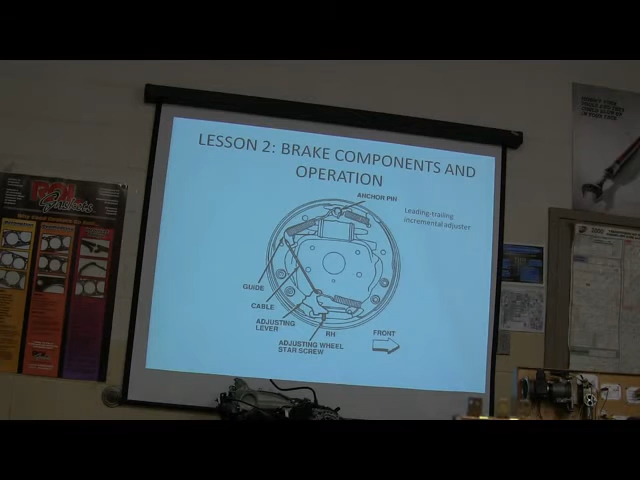 LESSON 2: BRAKE COMPONENTS AND
OPERATION
ANCHOR PIN
Leading-trailing
incremental adjuster
GUIDE
CABLE
ADJUSTING
LEVER
RH
ADJUSTING WHEEL
STAR SCREW
FRONT
Gaskets